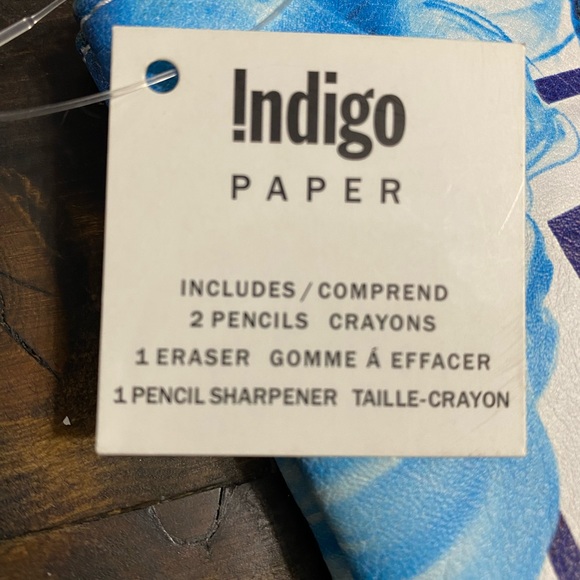 !ndigo
PAPER
INCLUDES/COMPREND
2 PENCILS CRAYONS
1 ERASER GOMME Á EFFACER
1 PENCIL SHARPENER TAILLE-CRAYON